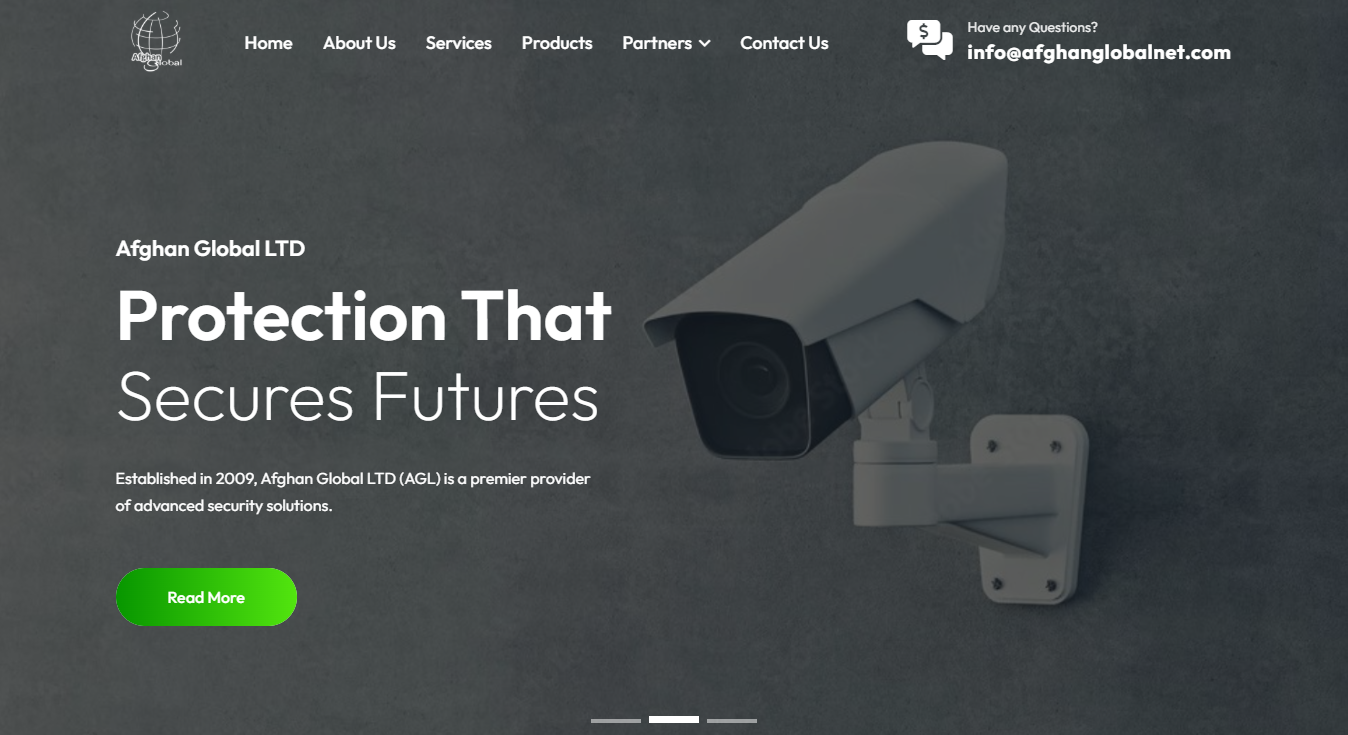 Afghan
Global
Home About Us Services Products Partners Contact Us
Have any Questions?
info@afghanglobalnet.com
Afghan Global LTD
Protection That
Secures Futures
Established in 2009, Afghan Global LTD (AGL) is a premier provider
of advanced security solutions.
Read More